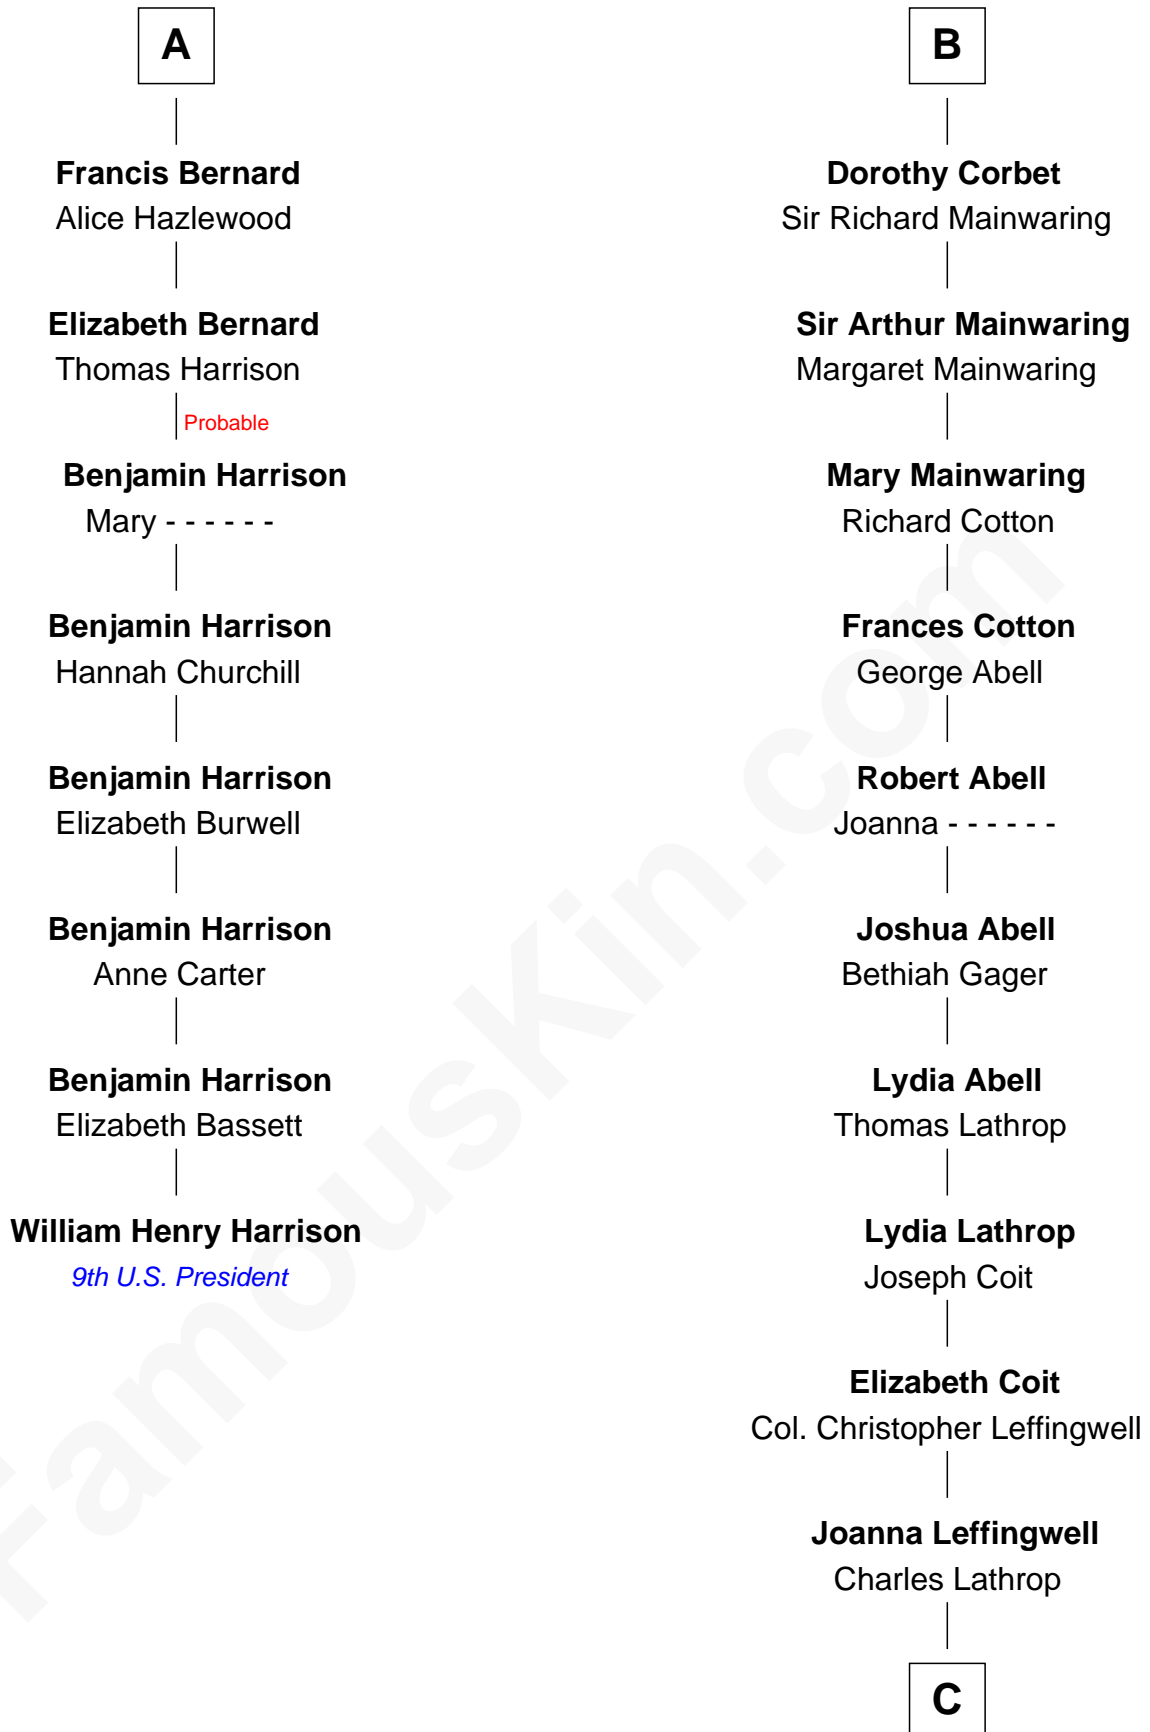 A
Francis Bernard
Alice Hazlewood
Elizabeth Bernard
Thomas Harrison
Probable
Benjamin Harrison
Mary - - - - - -
Benjamin Harrison
Hannah Churchill
Benjamin Harrison
Elizabeth Burwell
Benjamin Harrison
Anne Carter
Benjamin Harrison
Elizabeth Bassett
William Henry Harrison
9th U.S. President
B
Dorothy Corbet
Sir Richard Mainwaring
Sir Arthur Mainwaring
Margaret Mainwaring
Mary Mainwaring
Richard Cotton
Frances Cotton
George Abell
Robert Abell
Joanna - - - - - -
Joshua Abell
Bethiah Gager
Lydia Abell
Thomas Lathrop
Lydia Lathrop
Joseph Coit
Elizabeth Coit
Col. Christopher Leffingwell
Joanna Leffingwell
Charles Lathrop
C
FamousKin.com